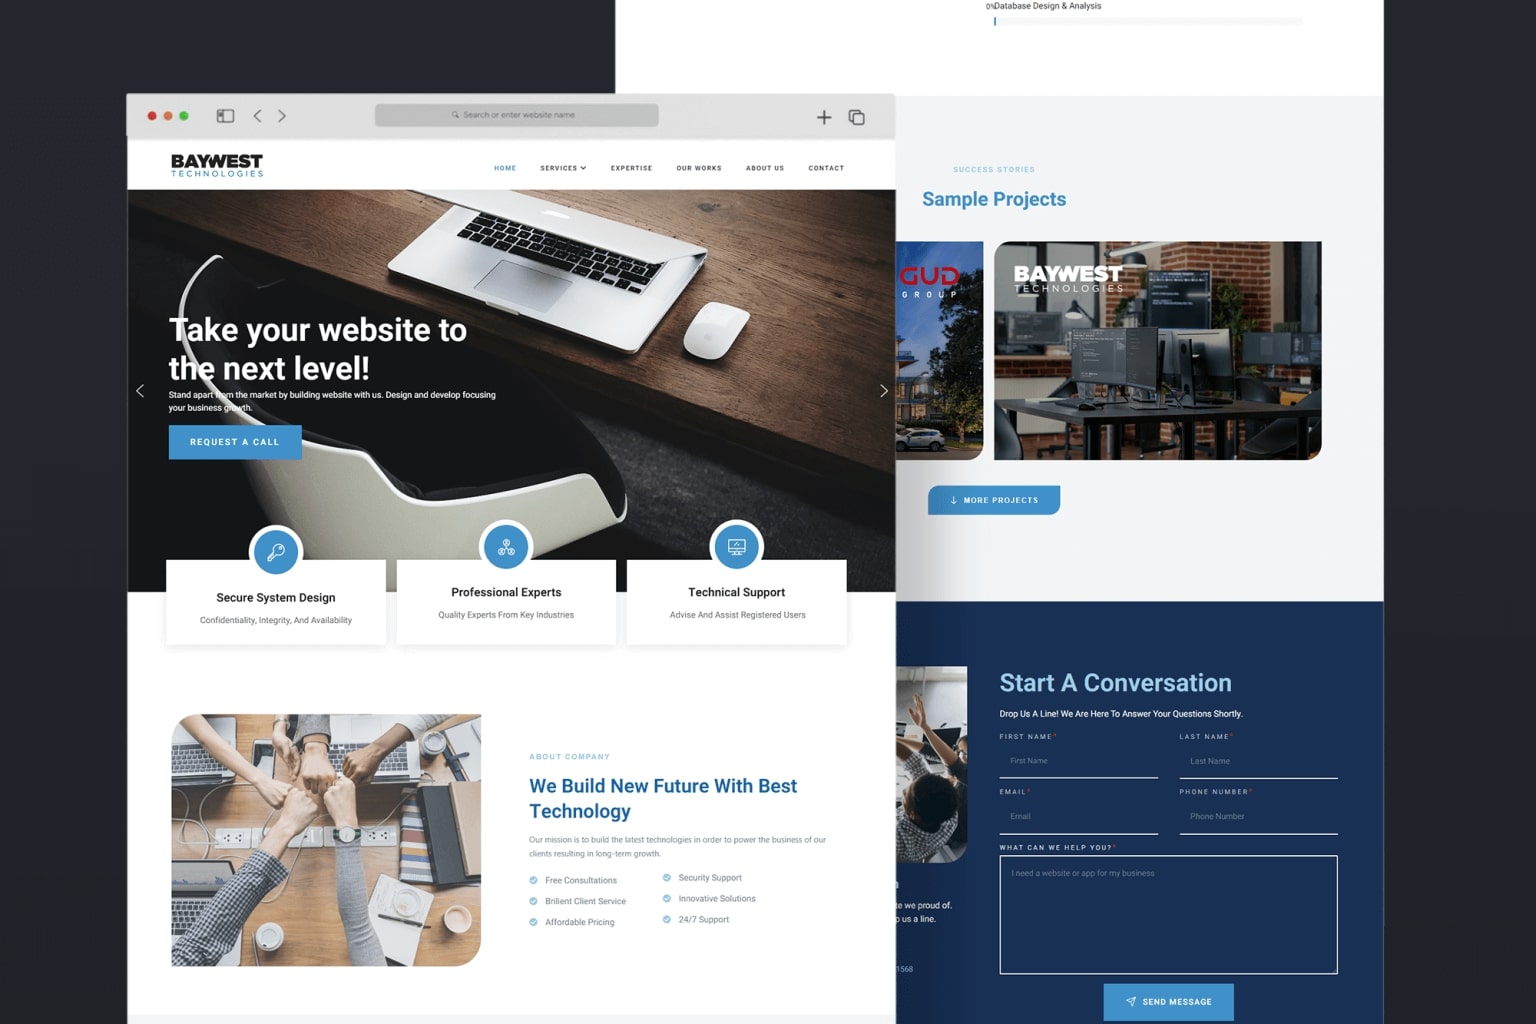 0%
Database Design & Analysis
Search or enter website name
BAYWEST
TECHNOLOGIES
HOME
SERVICES
EXPERTISE
OUR WORKS
ABOUT US
CONTACT
Take your website to
the next level!
Stand apart from the market by building website with us. Design and develop focusing
your business growth.
REQUEST A CALL
Secure System Design
Confidentiality, Integrity, And Availability
Professional Experts
Quality Experts From Key Industries
Technical Support
Advise And Assist Registered Users
ABOUT COMPANY
We Build New Future With Best
Technology
Our mission is to build the latest technologies in order to power the business of our
clients resulting in long-term growth.
Free Consultations
Brilient Client Service
Affordable Pricing
Security Support
Innovative Solutions
24/7 Support
SUCCESS STORIES
Sample Projects
GUD
GROUP
BAYWEST
TECHNOLOGIES
MORE PROJECTS
we proud of.
us a line.
1568
Start A Conversation
Drop Us A Line! We Are Here To Answer Your Questions Shortly.
FIRST NAME*
First Name
LAST NAME*
Last Name
EMAIL*
Email
PHONE NUMBER*
Phone Number
WHAT CAN WE HELP YOU?*
I need a website or app for my business
SEND MESSAGE